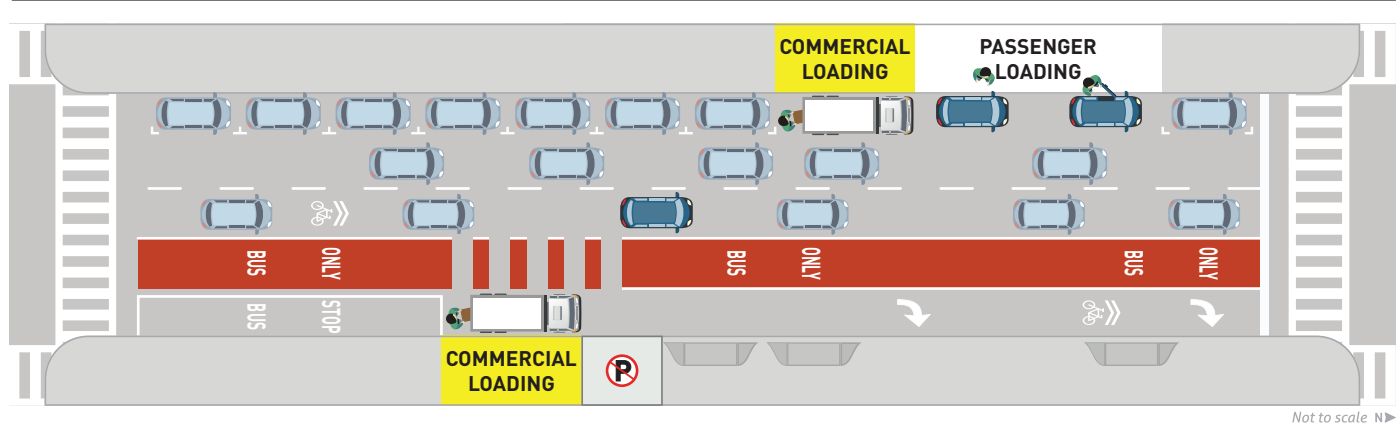 COMMERCIAL
LOADING
PASSENGER
LOADING
BUS ONLY
BUS ONLY
BUS ONLY
BUS STOP
COMMERCIAL
LOADING
P
Not to scale N